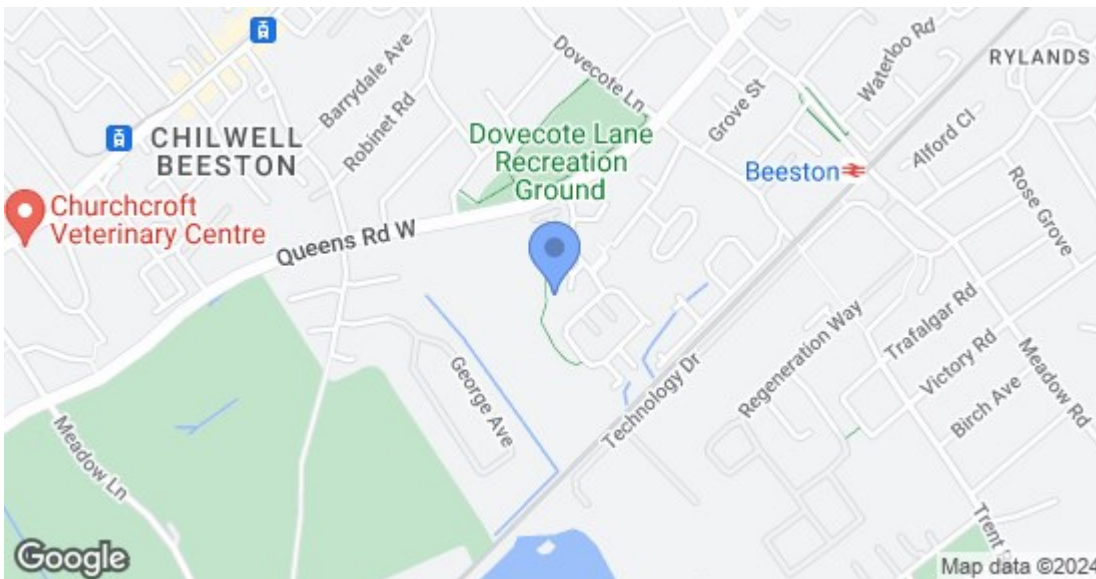 Dovecote Ln
Waterloo Rd
RYLANDS
Barrydale Ave
Robinet Rd
Grove St
Alford Cl
CHILWELL
BEESTON
Dovecote Lane
Recreation
Ground
Beeston
Rose Grove
Churchcroft
Veterinary Centre
Queens Rd W
Trafalgar Rd
Regeneration Way
Victory Rd
Meadow Rd
George Ave
Technology Dr
Birch Ave
Meadow Ln
Trent
Google
Map data ©2024